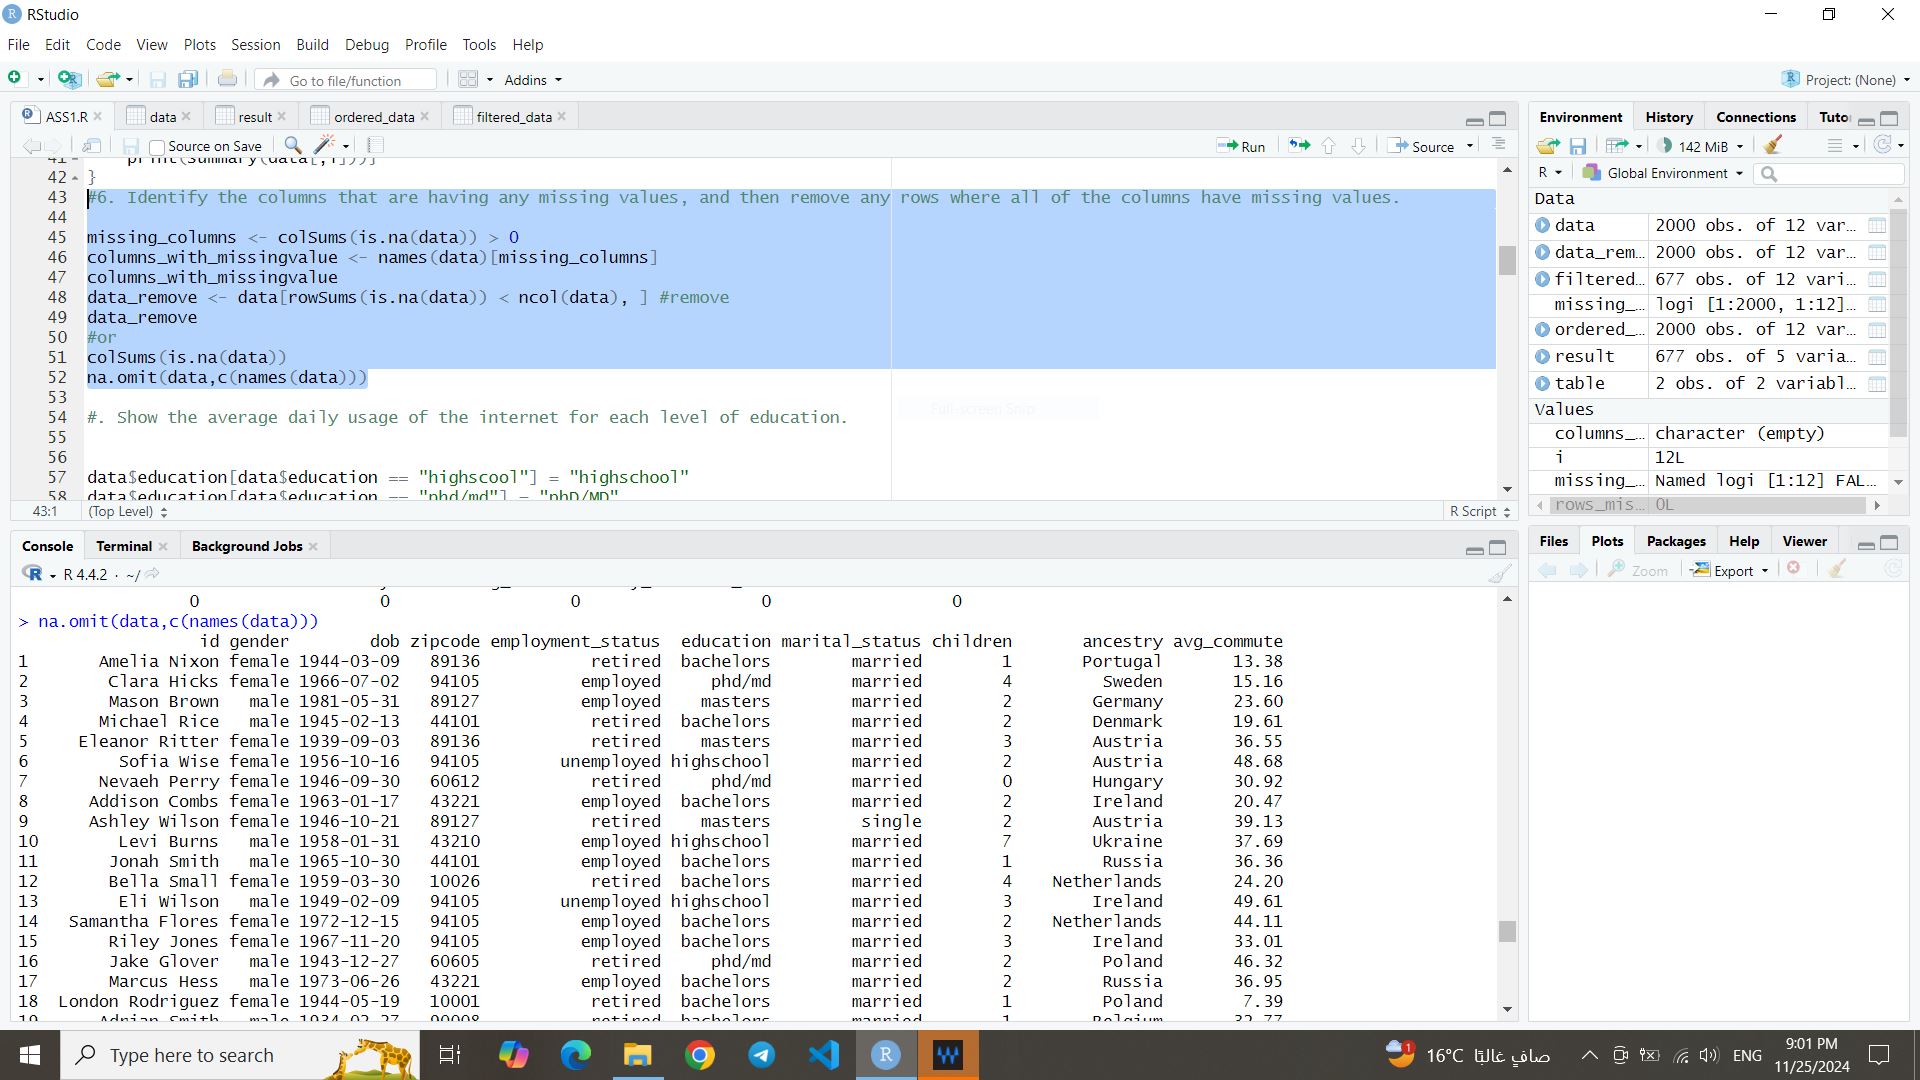 RStudio
File Edit Code View Plots Session Build Debug Profile Tools Help
Go to file/function Addins Project: (None)
ASS1.R data result ordered_data filtered_data
Source on Save Run Source
42 }
43 #6. Identify the columns that are having any missing values, and then remove any rows where all of the columns have missing values.
44
45 missing_columns <- colSums(is.na(data)) > 0
46 columns_with_missingvalue <- names(data)[missing_columns]
47 columns_with_missingvalue
48 data_remove <- data[rowSums(is.na(data)) < ncol(data), ] #remove
49 data_remove
50 #or
51 colSums(is.na(data))
52 na.omit(data,c(names(data)))
53
54 #. Show the average daily usage of the internet for each level of education.
55
56
57 data$education[data$education == "highscool"] = "highschool"
58 data$education[data$education == "phd/md"] = "phD/MD"
43:1 (Top Level) R Script
Console Terminal Background Jobs
R 4.4.2 · ~/
0 0 0 0 0
> na.omit(data,c(names(data)))
id gender dob zipcode employment_status education marital_status children ancestry avg_commute
1 Amelia Nixon female 1944-03-09 89136 retired bachelors married 1 Portugal 13.38
2 Clara Hicks female 1966-07-02 94105 employed phd/md married 4 Sweden 15.16
3 Mason Brown male 1981-05-31 89127 employed masters married 2 Germany 23.60
4 Michael Rice male 1945-02-13 44101 retired bachelors married 2 Denmark 19.61
5 Eleanor Ritter female 1939-09-03 89136 retired masters married 3 Austria 36.55
6 Sofia Wise female 1956-10-16 94105 unemployed highschool married 2 Austria 48.68
7 Nevaeh Perry female 1946-09-30 60612 retired phd/md married 0 Hungary 30.92
8 Addison Combs female 1963-01-17 43221 employed bachelors married 2 Ireland 20.47
9 Ashley Wilson female 1946-10-21 89127 retired masters single 2 Austria 39.13
10 Levi Burns male 1958-01-31 43210 employed highschool married 7 Ukraine 37.69
11 Jonah Smith male 1965-10-30 44101 employed bachelors married 1 Russia 36.36
12 Bella Small female 1959-03-30 10026 retired bachelors married 4 Netherlands 24.20
13 Eli Wilson male 1949-02-09 94105 unemployed highschool married 3 Ireland 49.61
14 Samantha Flores female 1972-12-15 94105 employed bachelors married 2 Netherlands 44.11
15 Riley Jones female 1967-11-20 94105 employed bachelors married 3 Ireland 33.01
16 Jake Glover male 1943-12-27 60605 retired phd/md married 2 Poland 46.32
17 Marcus Hess male 1973-06-26 43221 employed bachelors married 2 Russia 36.95
18 London Rodriguez female 1944-05-19 10001 retired bachelors married 1 Poland 7.39
Environment History Connections Tuto
142 MiB
R Global Environment
Data
data 2000 obs. of 12 var…
data_rem… 2000 obs. of 12 var…
filtered… 677 obs. of 12 vari…
missing_… logi [1:2000, 1:12]…
ordered_… 2000 obs. of 12 var…
result 677 obs. of 5 varia…
table 2 obs. of 2 variabl…
Values
columns_… character (empty)
i 12L
missing_… Named logi [1:12] FAL…
rows_mis… 0L
Files Plots Packages Help Viewer
Zoom Export
Type here to search
1 16°C صافٍ غالبًا ENG 9:01 PM
11/25/2024